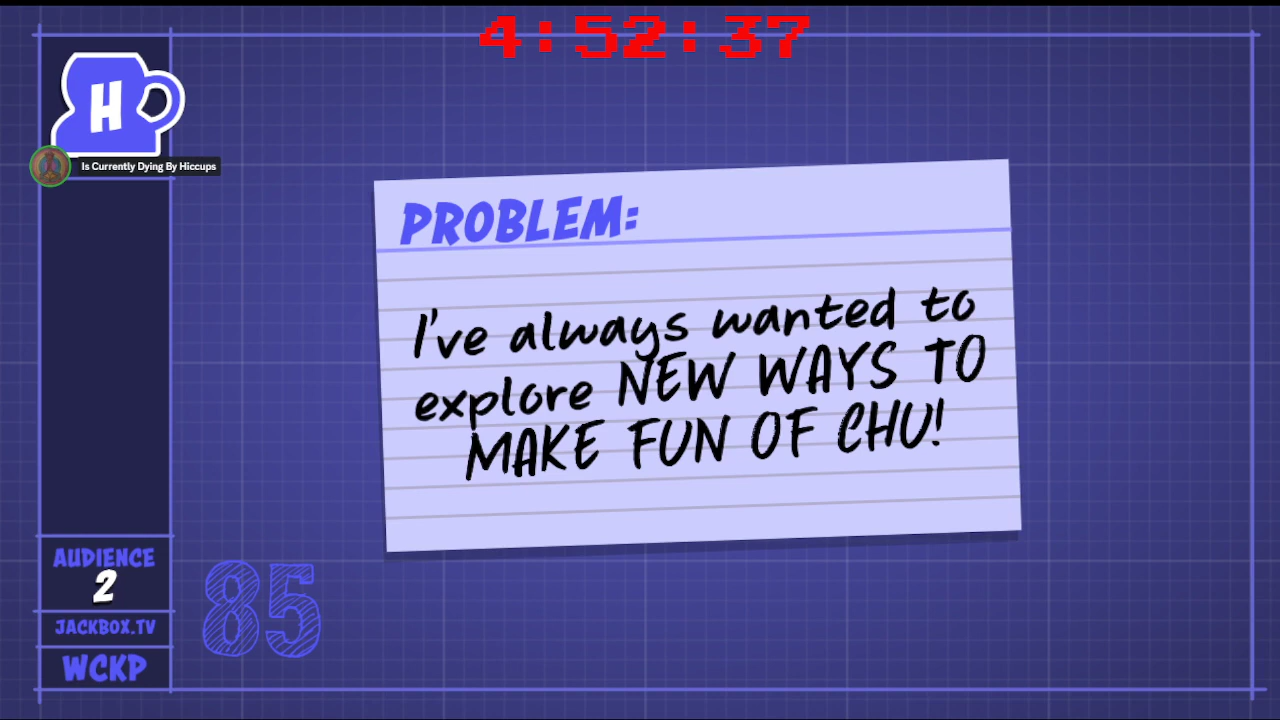 4:52:37
H
Is Currently Dying By Hiccups
PROBLEM:
I've always wanted to
explore NEW WAYS TO
MAKE FUN OF CHU!
AUDIENCE
2
JACKBOX.TV
WCKP
85